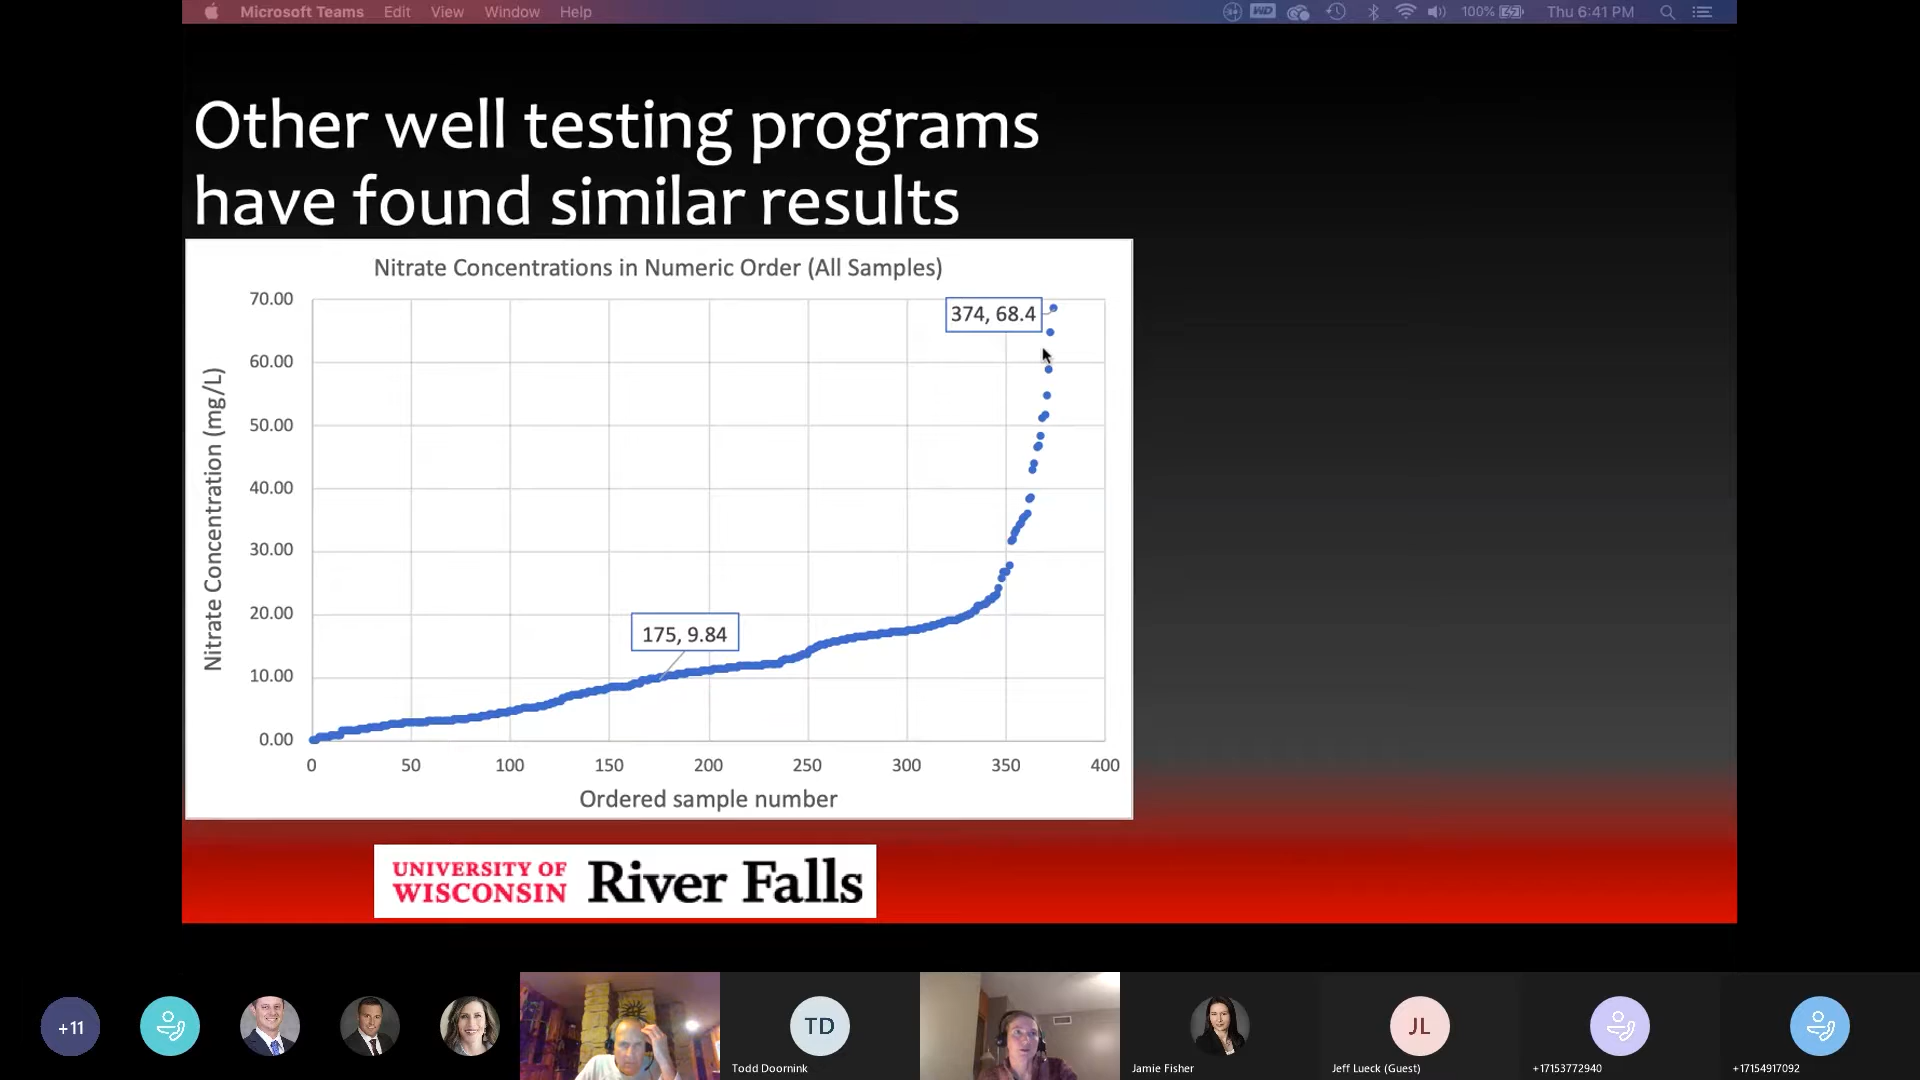 Microsoft Teams Edit View Window Help
100% Thu 6:41 PM
Other well testing programs
have found similar results
Nitrate Concentrations in Numeric Order (All Samples)
Nitrate Concentration (mg/L)
70.00
60.00
50.00
40.00
30.00
20.00
10.00
0.00
374, 68.4
175, 9.84
0 50 100 150 200 250 300 350 400
Ordered sample number
UNIVERSITY OF
WISCONSIN
River Falls
+11
TD
Todd Doornink
Jamie Fisher
JL
Jeff Lueck (Guest)
+17153772940
+17154917092